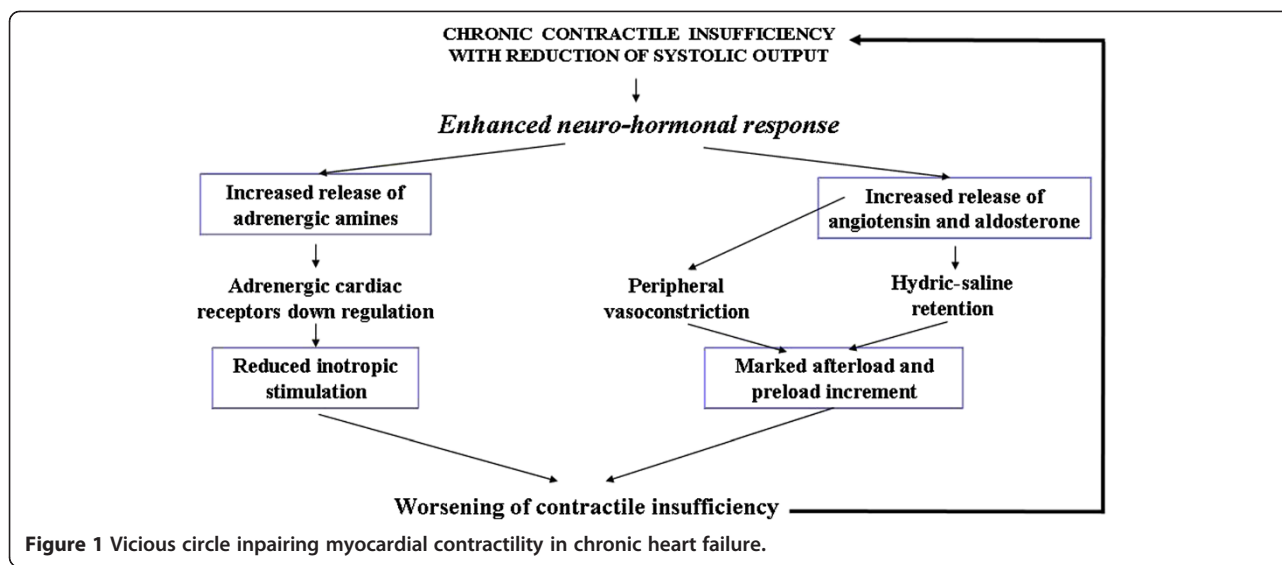 CHRONIC CONTRACTILE INSUFFICIENCY
WITH REDUCTION OF SYSTOLIC OUTPUT
Enhanced neuro-hormonal response
Increased release of
adrenergic amines
Increased release of
angiotensin and aldosterone
Adrenergic cardiac
receptors down regulation
Peripheral
vasoconstriction
Hydric-saline
retention
Reduced inotropic
stimulation
Marked afterload and
preload increment
Worsening of contractile insufficiency
Figure 1 Vicious circle inpairing myocardial contractility in chronic heart failure.